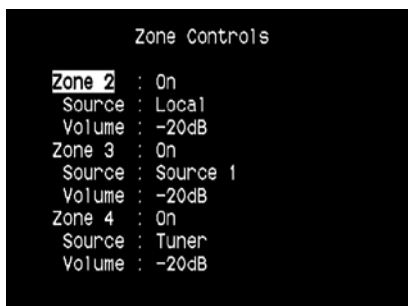 Zone Controls
Zone 2 : On
Source : Local
Volume : -20dB
Zone 3 : On
Source : Source 1
Volume : -20dB
Zone 4 : On
Source : Tuner
Volume : -20dB